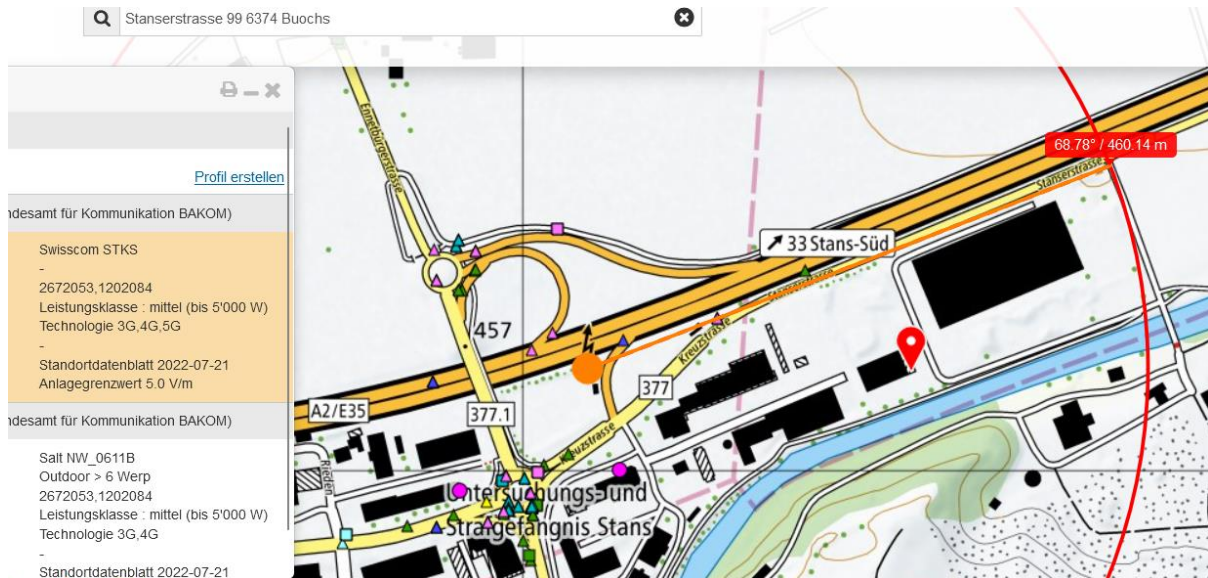 Stanserstrasse 99 6374 Buochs
Profil erstellen
ndesamt für Kommunikation BAKOM)
Swisscom STKS
-
2672053,1202084
Leistungsklasse : mittel (bis 5'000 W)
Technologie 3G,4G,5G
-
Standortdatenblatt 2022-07-21
Anlagegrenzwert 5.0 V/m
ndesamt für Kommunikation BAKOM)
Salt NW_0611B
Outdoor > 6 Werp
2672053,1202084
Leistungsklasse : mittel (bis 5'000 W)
Technologie 3G,4G
-
Standortdatenblatt 2022-07-21
Ennetbürgerstrasse
68.78° / 460.14 m
Stanserstrasse
33 Stans-Süd
Stanserstrasse
457
Kreuzstrasse
377
A2/E35
377.1
Kreuzstrasse
Rieden
Untersuchungs- und
Strafgefängnis Stans